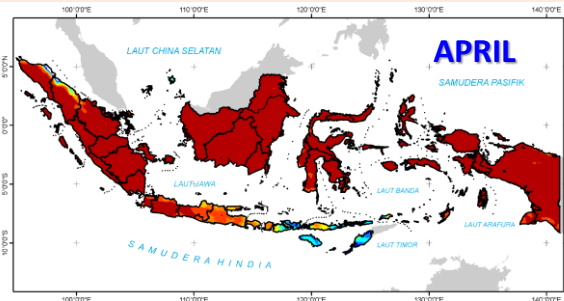 100°0'0"E 110°0'0"E 120°0'0"E 130°0'0"E 140°0'0"E
APRIL
LAUT CHINA SELATAN
SAMUDERA PASIFIK
5°0'0"N
0°0'0"
LAUT JAWA
LAUT BANDA
5°0'0"S
LAUT ARAFURA
SAMUDERA HINDIA
LAUT TIMOR
10°0'0"S
100°0'0"E 110°0'0"E 120°0'0"E 130°0'0"E 140°0'0"E